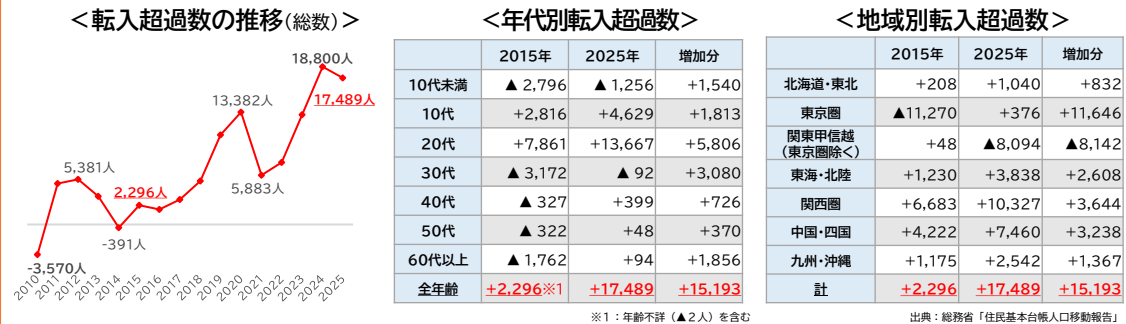 ＜転入超過数の推移(総数)＞
18,800人
17,489人
13,382人
5,381人
2,296人
5,883人
-391人
-3,570人
2010 2011 2012 2013 2014 2015 2016 2017 2018 2019 2020 2021 2022 2023 2024 2025
＜年代別転入超過数＞
2015年 2025年 増加分
10代未満 ▲ 2,796 ▲ 1,256 +1,540
10代 +2,816 +4,629 +1,813
20代 +7,861 +13,667 +5,806
30代 ▲ 3,172 ▲ 92 +3,080
40代 ▲ 327 +399 +726
50代 ▲ 322 +48 +370
60代以上 ▲ 1,762 +94 +1,856
全年齢 +2,296※1 +17,489 +15,193
※１：年齢不詳（▲２人）を含む
＜地域別転入超過数＞
2015年 2025年 増加分
北海道・東北 +208 +1,040 +832
東京圏 ▲11,270 +376 +11,646
関東甲信越
（東京圏除く） +48 ▲8,094 ▲8,142
東海・北陸 +1,230 +3,838 +2,608
関西圏 +6,683 +10,327 +3,644
中国・四国 +4,222 +7,460 +3,238
九州・沖縄 +1,175 +2,542 +1,367
計 +2,296 +17,489 +15,193
出典：総務省「住民基本台帳人口移動報告」